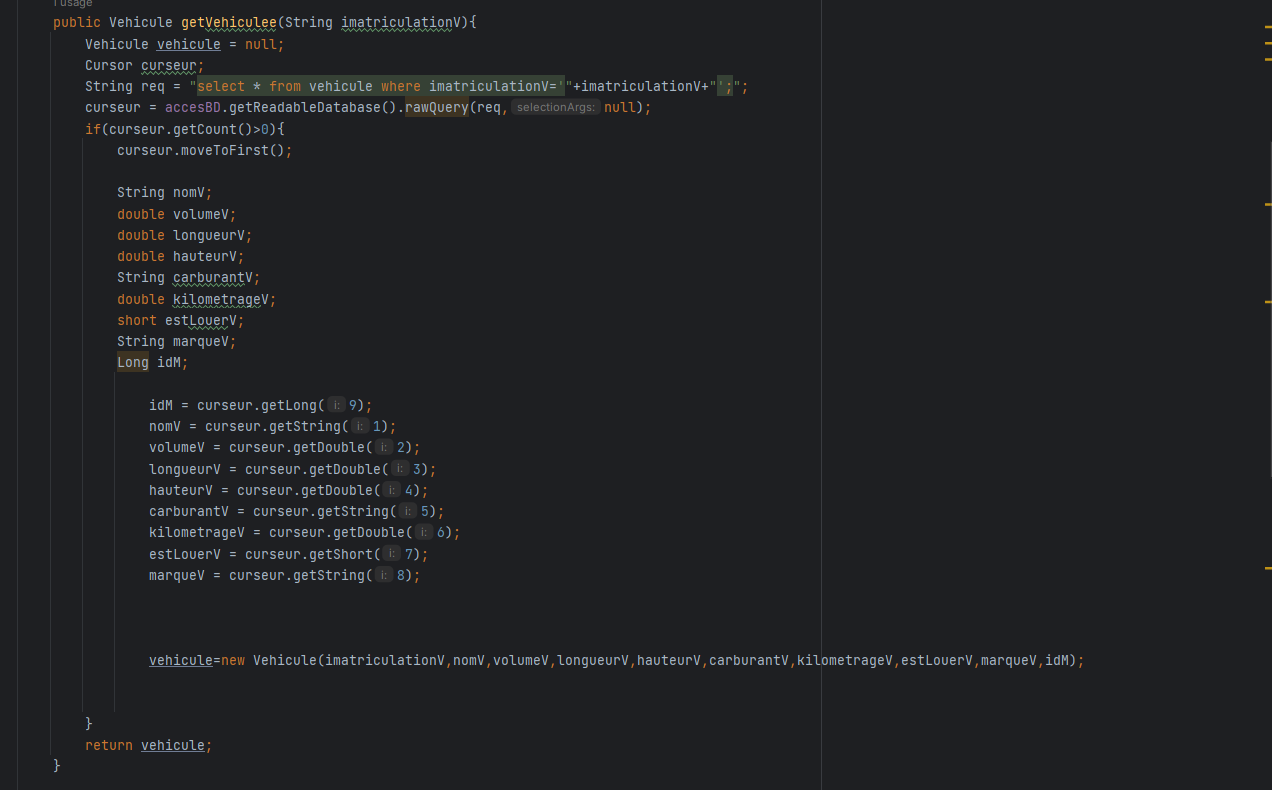 1 usage
public Vehicule getVehiculee(String imatriculationV){
Vehicule vehicule = null;
Cursor curseur;
String req = "select * from vehicule where imatriculationV='"+imatriculationV+"';";
curseur = accesBD.getReadableDatabase().rawQuery(req, selectionArgs: null);
if(curseur.getCount()>0){
curseur.moveToFirst();
String nomV;
double volumeV;
double longueurV;
double hauteurV;
String carburantV;
double kilometrageV;
short estLouerV;
String marqueV;
Long idM;
idM = curseur.getLong( i: 9);
nomV = curseur.getString( i: 1);
volumeV = curseur.getDouble( i: 2);
longueurV = curseur.getDouble( i: 3);
hauteurV = curseur.getDouble( i: 4);
carburantV = curseur.getString( i: 5);
kilometrageV = curseur.getDouble( i: 6);
estLouerV = curseur.getShort( i: 7);
marqueV = curseur.getString( i: 8);
vehicule=new Vehicule(imatriculationV,nomV,volumeV,longueurV,hauteurV,carburantV,kilometrageV,estLouerV,marqueV,idM);
}
return vehicule;
}